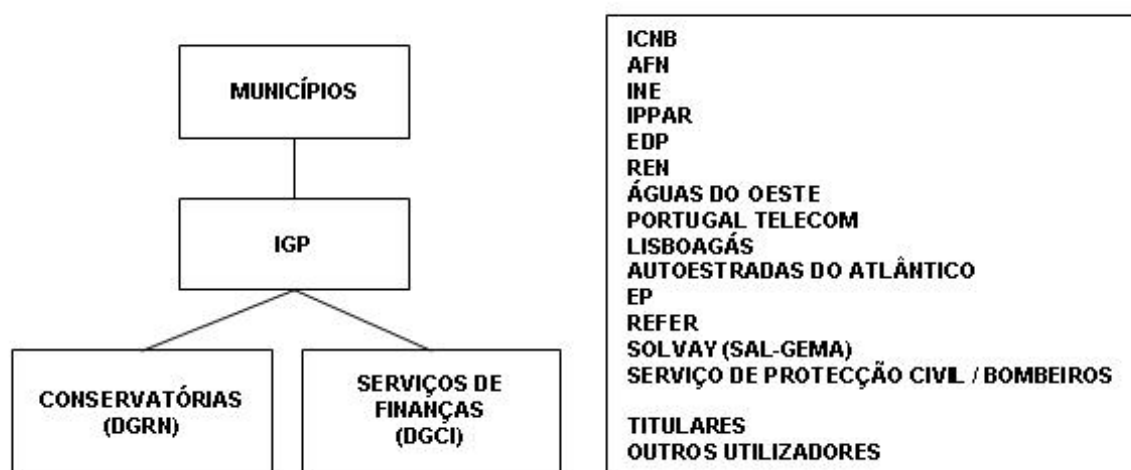 MUNICÍPIOS
IGP
CONSERVATÓRIAS
(DGRN)
SERVIÇOS DE
FINANÇAS
(DGCI)
ICNB
AFN
INE
IPPAR
EDP
REN
ÁGUAS DO OESTE
PORTUGAL TELECOM
LISBOAGÁS
AUTOESTRADAS DO ATLÂNTICO
EP
REFER
SOLVAY (SAL-GEMA)
SERVIÇO DE PROTECÇÃO CIVIL / BOMBEIROS
TITULARES
OUTROS UTILIZADORES